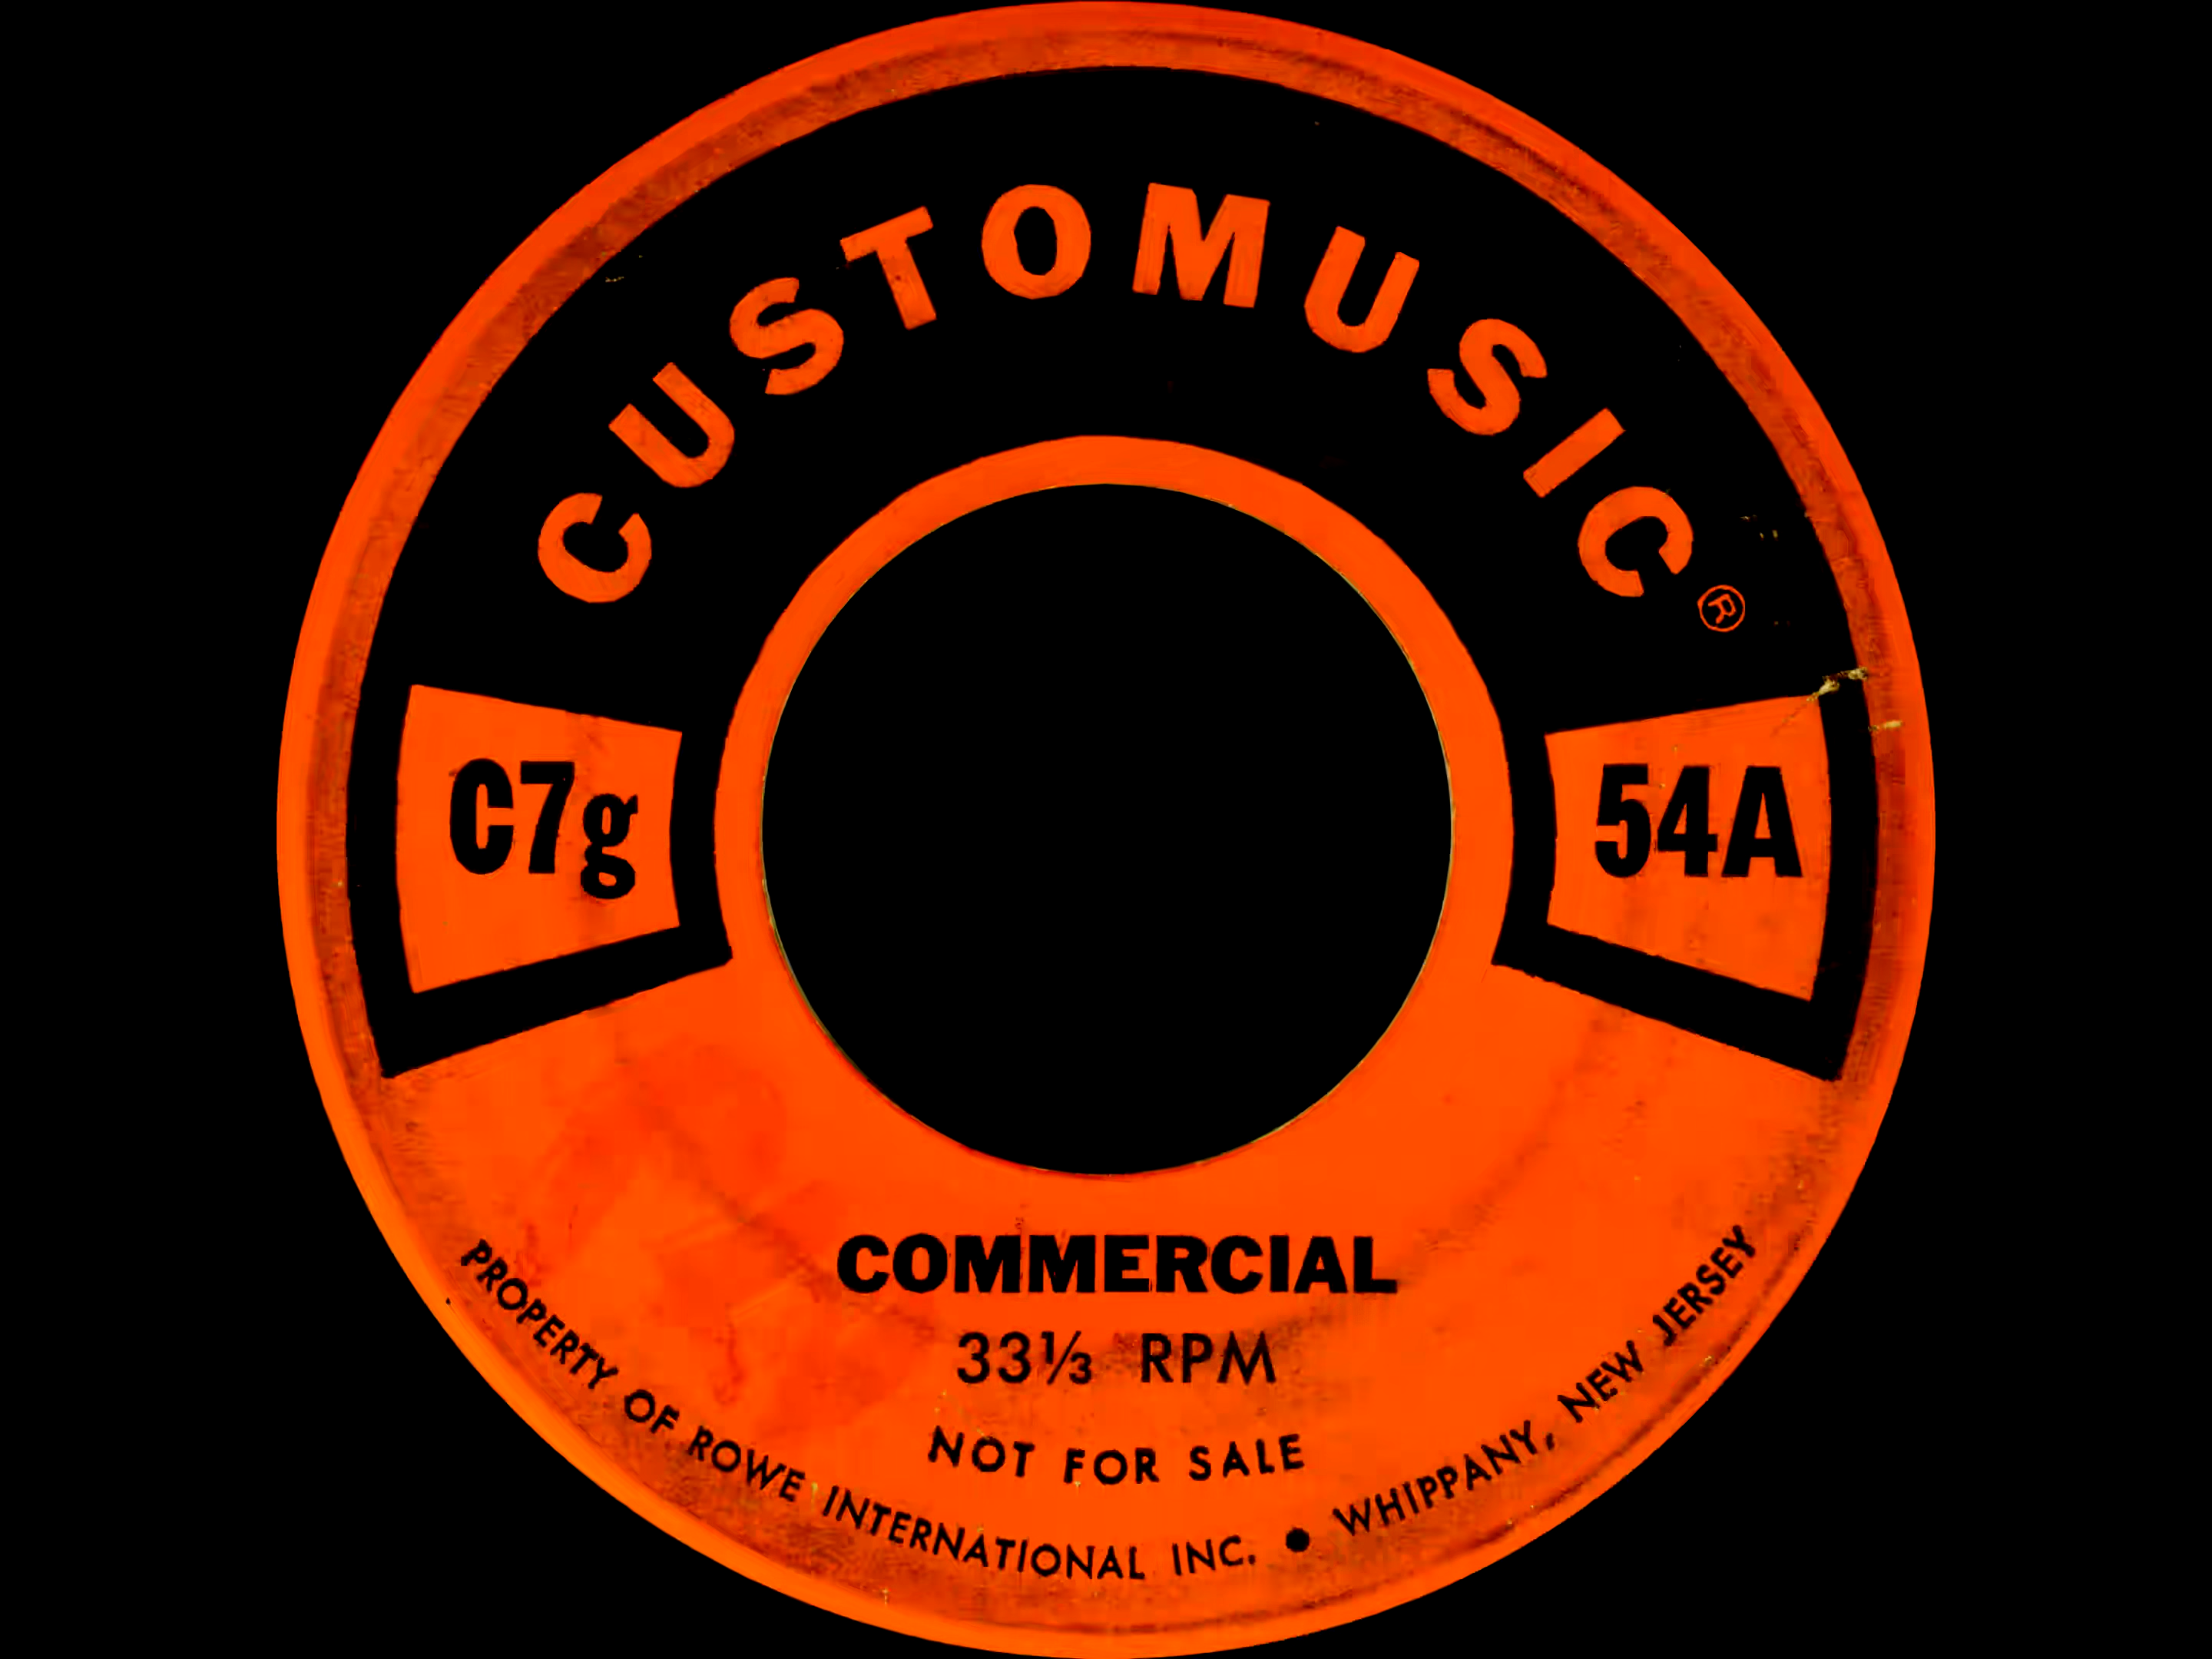 CUSTOMUSIC®
C7g
54A
COMMERCIAL
33⅓ RPM
NOT FOR SALE
PROPERTY OF ROWE INTERNATIONAL INC. • WHIPPANY, NEW JERSEY